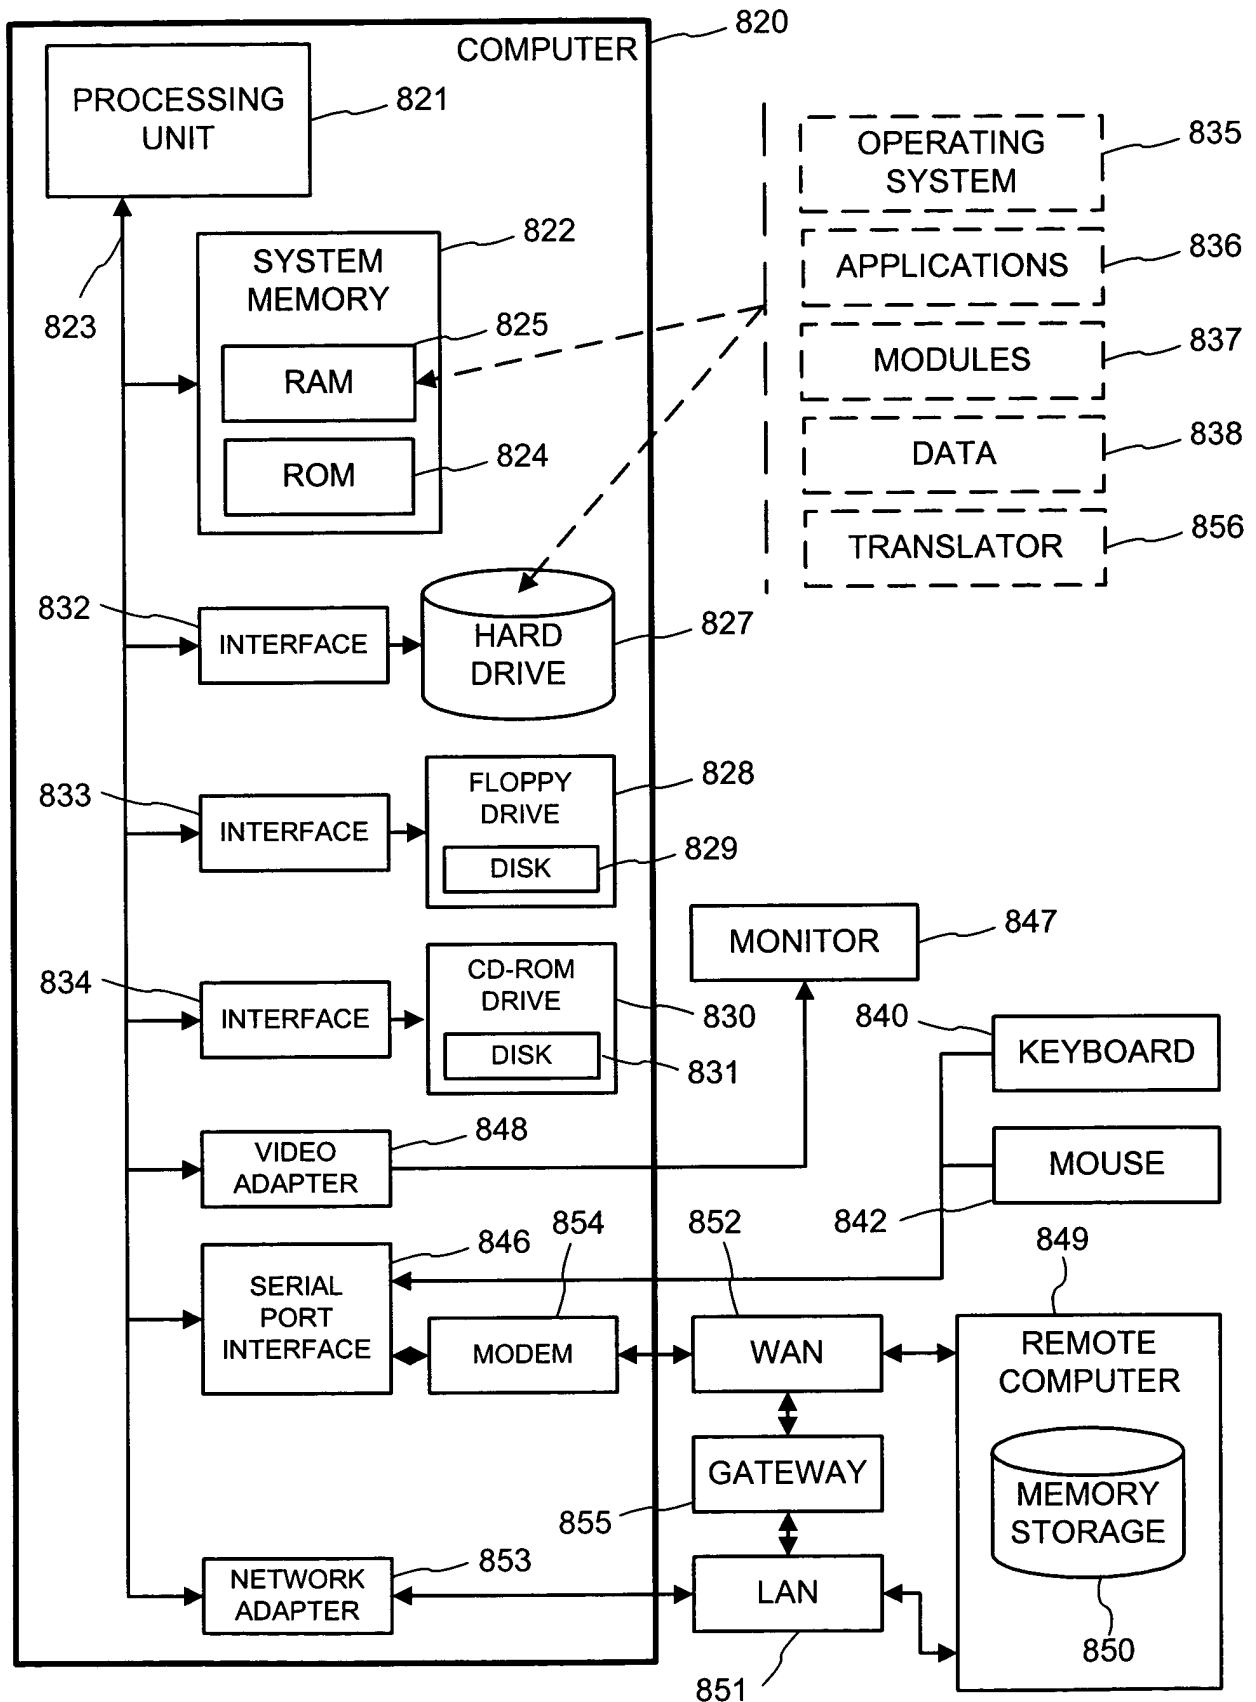 820
COMPUTER
PROCESSING
UNIT
821
823
822
SYSTEM
MEMORY
825
RAM
824
ROM
835
OPERATING
SYSTEM
836
APPLICATIONS
837
MODULES
838
DATA
856
TRANSLATOR
832
INTERFACE
HARD
DRIVE
827
833
INTERFACE
FLOPPY
DRIVE
828
DISK
829
834
INTERFACE
CD-ROM
DRIVE
830
DISK
831
MONITOR
847
840
KEYBOARD
MOUSE
842
VIDEO
ADAPTER
848
846
SERIAL
PORT
INTERFACE
854
MODEM
852
WAN
849
REMOTE
COMPUTER
GATEWAY
855
MEMORY
STORAGE
850
NETWORK
ADAPTER
853
LAN
851